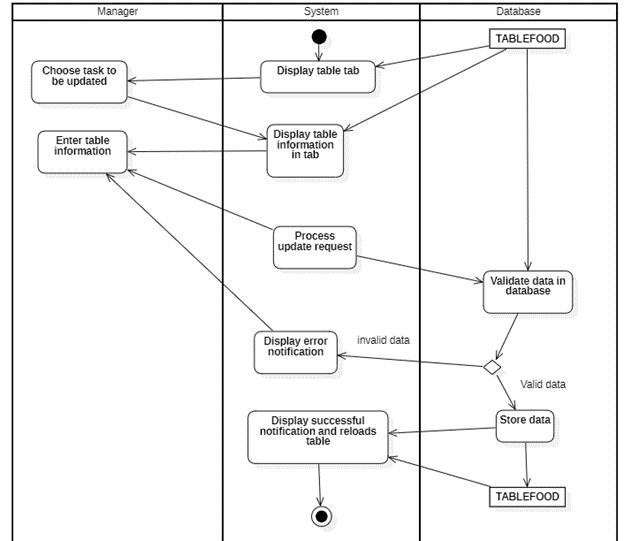 Manager
System
Database
TABLEFOOD
Choose task to
be updated
Display table tab
Enter table
information
Display table
information
in tab
Process
update request
Validate data in
database
Display error
notification
invalid data
Valid data
Display successful
notification and reloads
table
Store data
TABLEFOOD